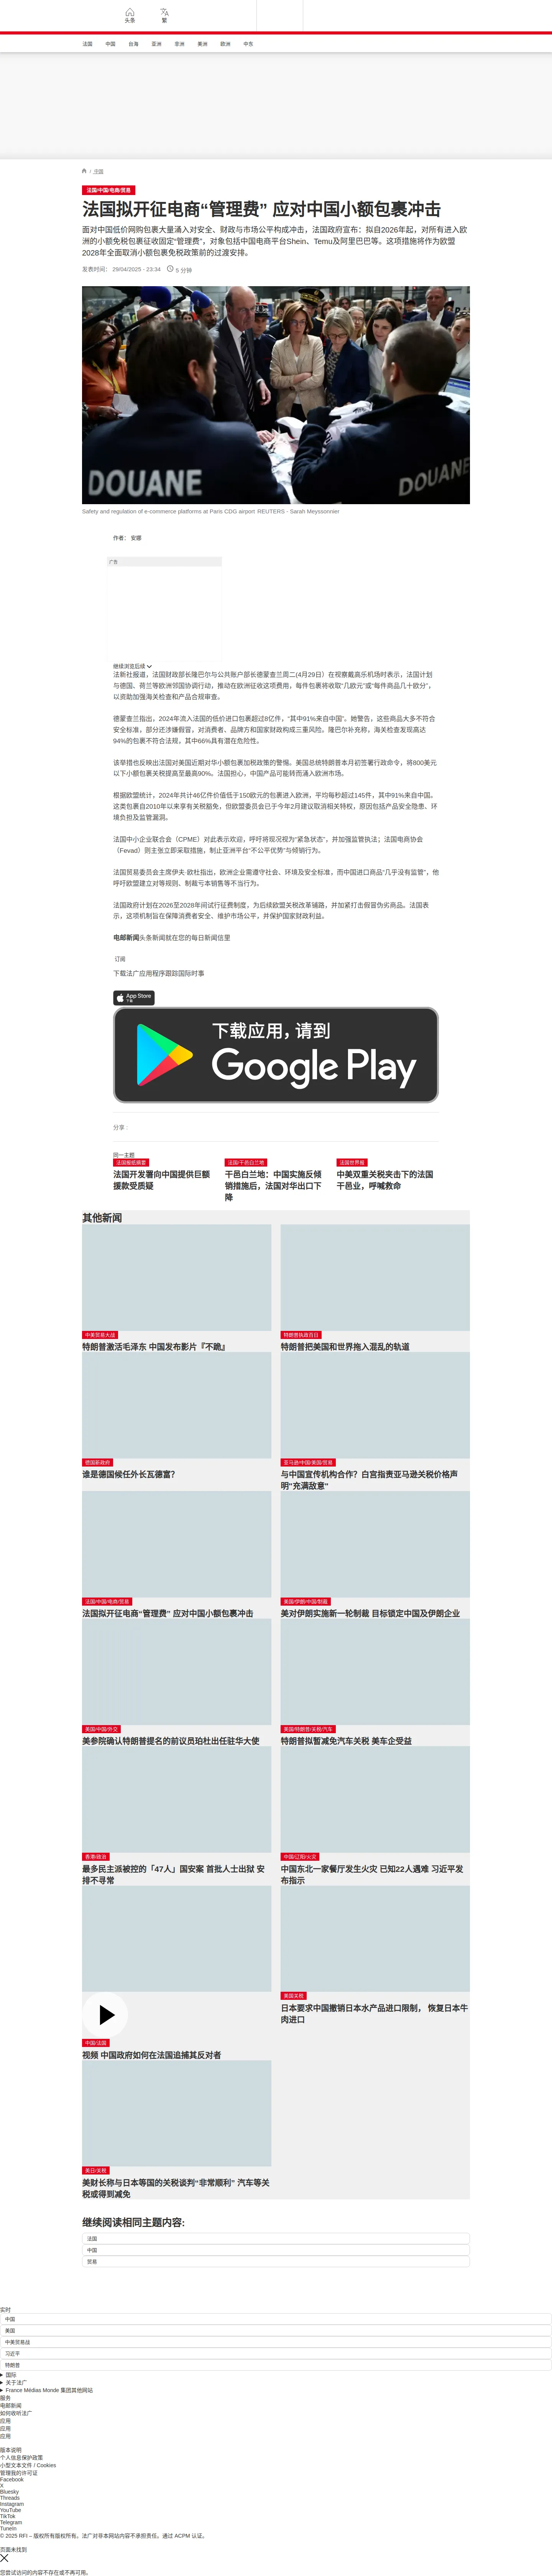 头条
繁
法国
中国
台海
亚洲
非洲
美洲
欧洲
中东
法国
法国/中国/电商/贸易
法国拟开征电商“管理费” 应对中国小额包裹冲击
面对中国低价网购包裹大量涌入对安全、财政与市场公平构成冲击，法国政府宣布：拟自2026年起，对所有进入欧
洲的小额免税包裹征收固定“管理费”，对象包括中国电商平台Shein、Temu及阿里巴巴等。这项措施将作为欧盟
2028年全面取消小额包裹免税政策前的过渡安排。
发表时间： 29/04/2025 - 23:34
5 分钟
DOUANE
DOUANE
Safety and regulation of e-commerce platforms at Paris CDG airport REUTERS - Sarah Meyssonnier
作者： 安娜
广告
继续浏览后续
法新社报道，法国财政部长隆巴尔与公共账户部长德蒙查兰周二(4月29日）在视察戴高乐机场时表示，法国计划
与德国、荷兰等欧洲邻国协调行动，推动在欧洲征收这项费用，每件包裹将收取“几欧元”或“每件商品几十欧分”，
以资助加强海关检查和产品合规审查。
德蒙查兰指出，2024年流入法国的低价进口包裹超过8亿件，“其中91%来自中国”。她警告，这些商品大多不符合
安全标准，部分还涉嫌假冒，对消费者、品牌方和国家财政构成三重风险。隆巴尔补充称，海关检查发现高达
94%的包裹不符合法规，其中66%具有潜在危险性。
该举措也反映出法国对美国近期对华小额包裹加税政策的警惕。美国总统特朗普本月初签署行政命令，将800美元
以下小额包裹关税提高至最高90%。法国担心，中国产品可能转而涌入欧洲市场。
根据欧盟统计，2024年共计46亿件价值低于150欧元的包裹进入欧洲，平均每秒超过145件，其中91%来自中国。
这类包裹自2010年以来享有关税豁免，但欧盟委员会已于今年2月建议取消相关特权，原因包括产品安全隐患、环
境负担及监管漏洞。
法国中小企业联合会（CPME）对此表示欢迎，呼吁将现况视为“紧急状态”，并加强监管执法；法国电商协会
（Fevad）则主张立即采取措施，制止亚洲平台“不公平优势”与倾销行为。
法国贸易委员会主席伊夫·欧杜指出，欧洲企业需遵守社会、环境及安全标准，而中国进口商品“几乎没有监管”，他
呼吁欧盟建立对等规则、制裁亏本销售等不当行为。
法国政府计划在2026至2028年间试行征费制度，为后续欧盟关税改革铺路，并加紧打击假冒伪劣商品。法国表
示，这项机制旨在保障消费者安全、维护市场公平，并保护国家财政利益。
电邮新闻头条新闻就在您的每日新闻信里
订阅
下载法广应用程序跟踪国际时事
App Store
下载
下载应用，请到
Google Play
分享 :
同一主题
法国报纸摘要
法国开发署向中国提供巨额
援款受质疑
法国/干邑白兰地
干邑白兰地：中国实施反倾
销措施后，法国对华出口下
降
法国世界报
中美双重关税夹击下的法国
干邑业，呼喊救命
其他新闻
中美贸易大战
特朗普激活毛泽东 中国发布影片『不跪』
特朗普执政百日
特朗普把美国和世界拖入混乱的轨道
德国新政府
谁是德国候任外长瓦德富?
亚马逊/中国/美国/贸易
与中国宣传机构合作？白宫指责亚马逊关税价格声
明"充满敌意"
法国/中国/电商/贸易
法国拟开征电商“管理费” 应对中国小额包裹冲击
美国/伊朗/中国/制裁
美对伊朗实施新一轮制裁 目标锁定中国及伊朗企业
美国/中国/外交
美参院确认特朗普提名的前议员珀杜出任驻华大使
美国/特朗普/关税/汽车
特朗普拟暂减免汽车关税 美车企受益
香港/政治
最多民主派被控的「47人」国安案 首批人士出狱 安
排不寻常
中国/辽阳/火灾
中国东北一家餐厅发生火灾 已知22人遇难 习近平发
布指示
中国/法国
视频 中国政府如何在法国追捕其反对者
美国关税
日本要求中国撤销日本水产品进口限制， 恢复日本牛
肉进口
美日/关税
美财长称与日本等国的关税谈判“非常顺利” 汽车等关
税或得到减免
继续阅读相同主题内容:
法国
中国
贸易
实时
中国
美国
中美贸易战
习近平
特朗普
国际
关于法广
France Médias Monde 集团其他网站
服务
电邮新闻
如何收听法广
应用
应用
应用
版本说明
个人信息保护政策
小型文本文件 / Cookies
管理我的许可证
Facebook
X
Bluesky
Threads
Instagram
YouTube
TikTok
Telegram
TuneIn
© 2025 RFI – 版权所有版权所有。法广对非本网站内容不承担责任。通过 ACPM 认证。
页面未找到
您尝试访问的内容不存在或不再可用。